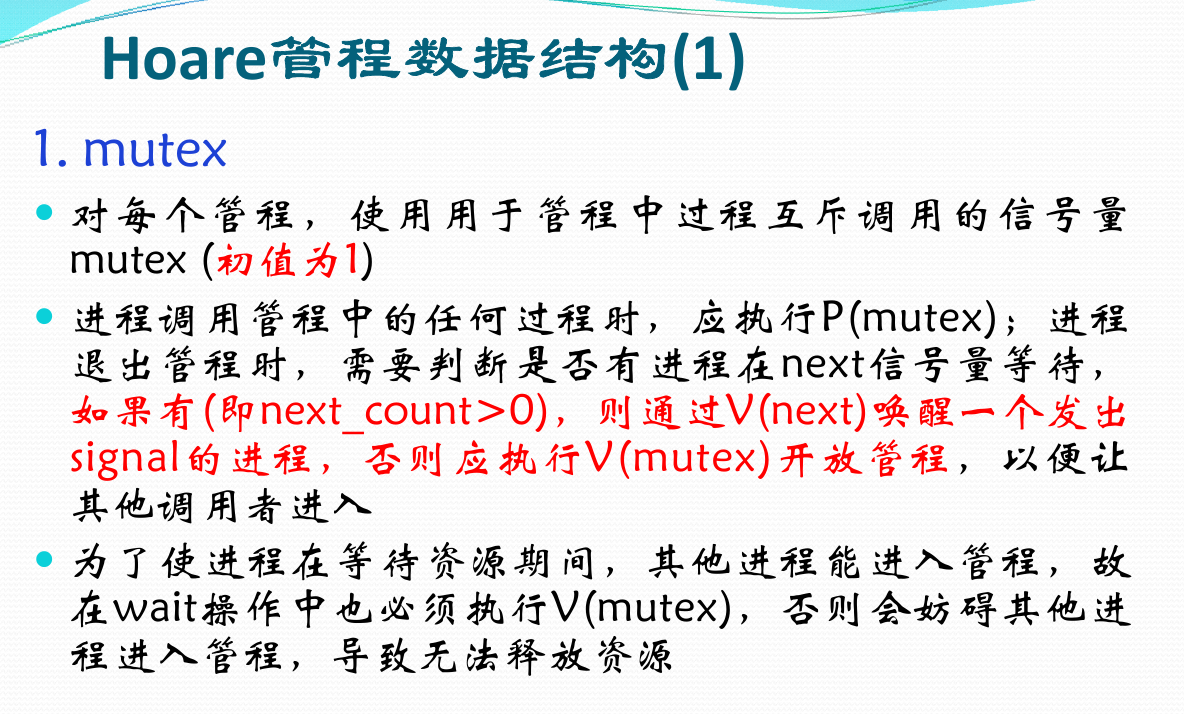 Hoare管程数据结构(1)
1. mutex
• 对每个管程，使用用于管程中过程互斥调用的信号量
mutex (初值为1)
• 进程调用管程中的任何过程时，应执行P(mutex)；进程
退出管程时，需要判断是否有进程在next信号量等待，
如果有(即next_count>0)，则通过V(next)唤醒一个发出
signal的进程，否则应执行V(mutex)开放管程，以便让
其他调用者进入
• 为了使进程在等待资源期间，其他进程能进入管程，故
在wait操作中也必须执行V(mutex)，否则会妨碍其他进
程进入管程，导致无法释放资源